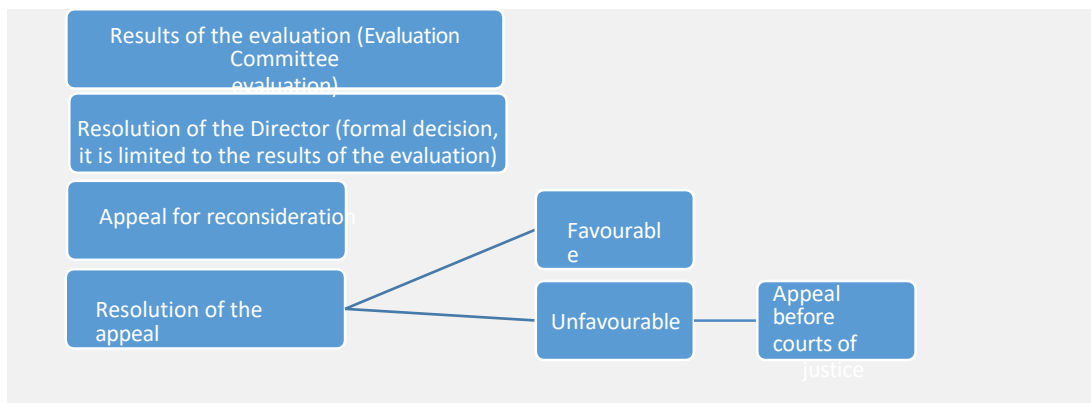 Results of the evaluation (Evaluation
Committee
evaluation)
Resolution of the Director (formal decision,
it is limited to the results of the evaluation)
Appeal for reconsideration
Favourabl
e
Resolution of the
appeal
Unfavourable
Appeal
before
courts of
justice